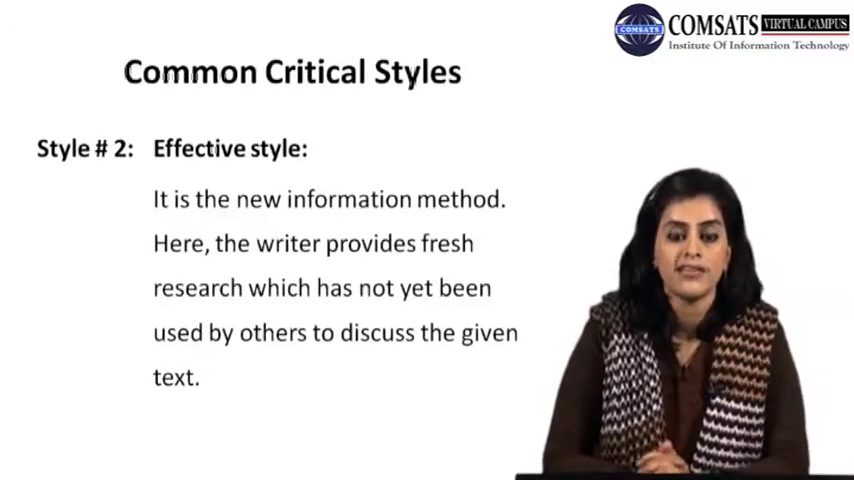 COMSATS VIRTUAL CAMPUS
COMSATS
Institute Of Information Technology
Common Critical Styles
Style # 2: Effective style:
It is the new information method.
Here, the writer provides fresh
research which has not yet been
used by others to discuss the given
text.